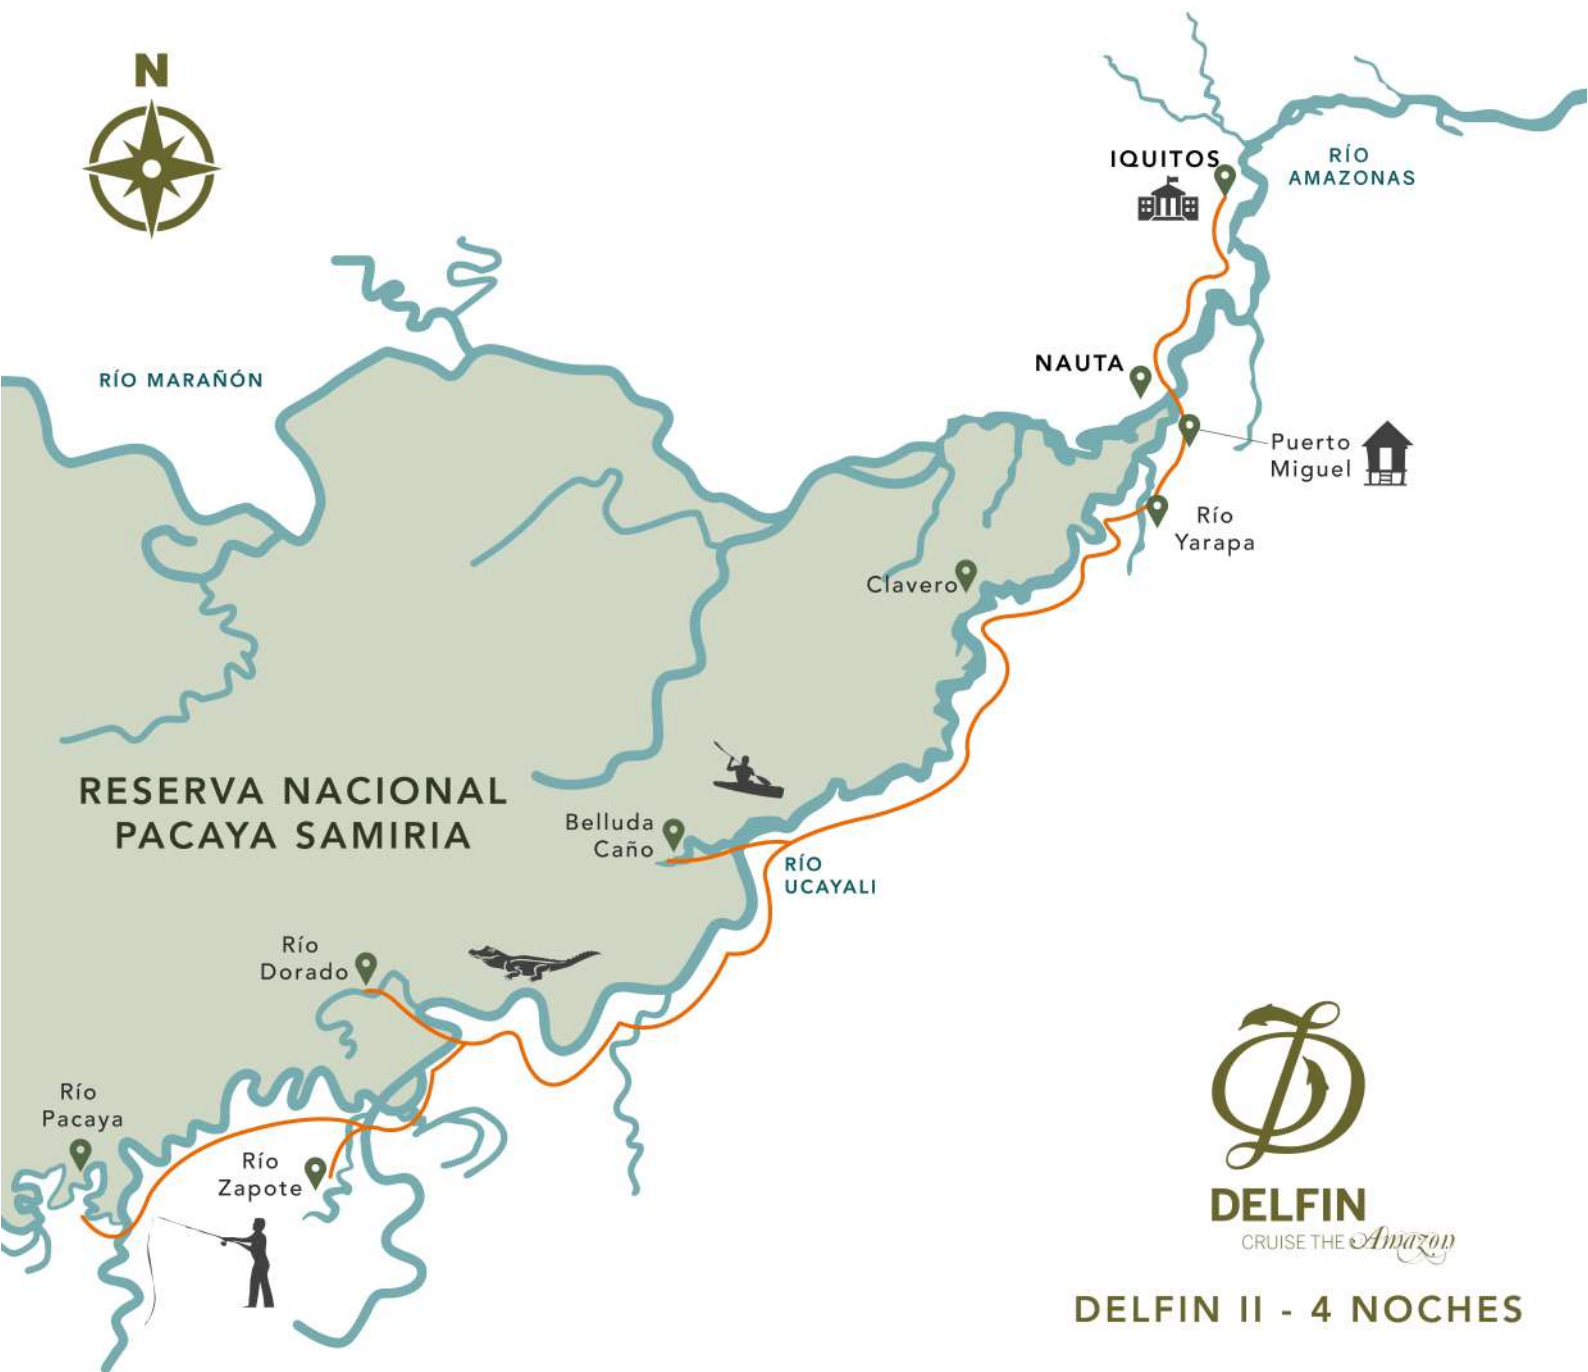 N
IQUITOS
RÍO
AMAZONAS
RÍO MARAÑÓN
NAUTA
Puerto
Miguel
Río
Yarapa
Clavero
RESERVA NACIONAL
PACAYA SAMIRIA
Belluda
Caño
RÍO
UCAYALI
Río
Dorado
Río
Pacaya
Río
Zapote
DELFIN
CRUISE THE Amazon
DELFIN II - 4 NOCHES